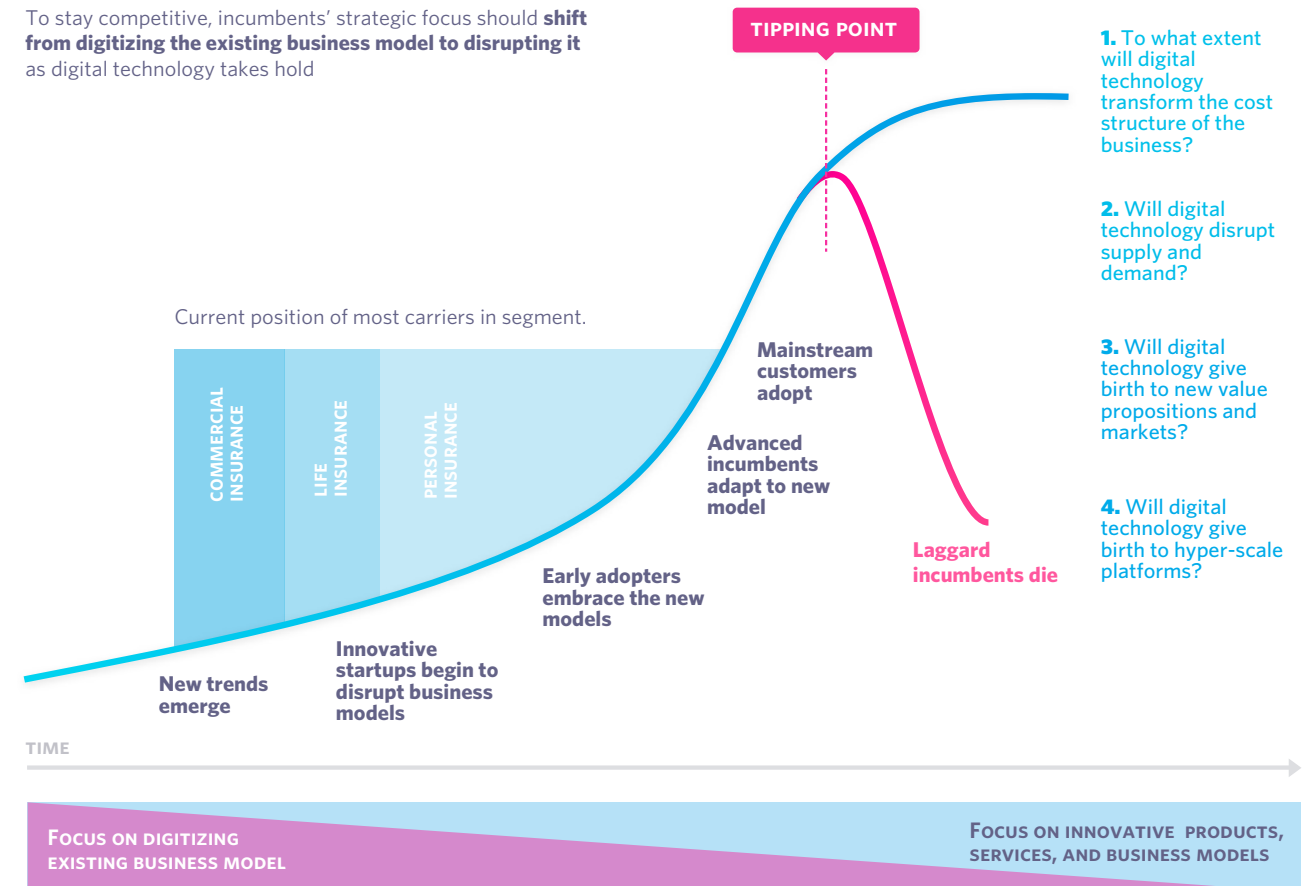 To stay competitive, incumbents' strategic focus should shift
from digitizing the existing business model to disrupting it
as digital technology takes hold
TIPPING POINT
1. To what extent
will digital
technology
transform the cost
structure of the
business?
2. Will digital
technology disrupt
supply and
demand?
3. Will digital
technology give
birth to new value
propositions and
markets?
4. Will digital
technology give
birth to hyper-scale
platforms?
Current position of most carriers in segment.
COMMERCIAL
INSURANCE
LIFE
INSURANCE
PERSONAL
INSURANCE
Mainstream
customers
adopt
Advanced
incumbents
adapt to new
model
Laggard
incumbents die
Early adopters
embrace the new
models
Innovative
startups begin to
disrupt business
models
New trends
emerge
TIME
FOCUS ON DIGITIZING
EXISTING BUSINESS MODEL
FOCUS ON INNOVATIVE PRODUCTS,
SERVICES, AND BUSINESS MODELS